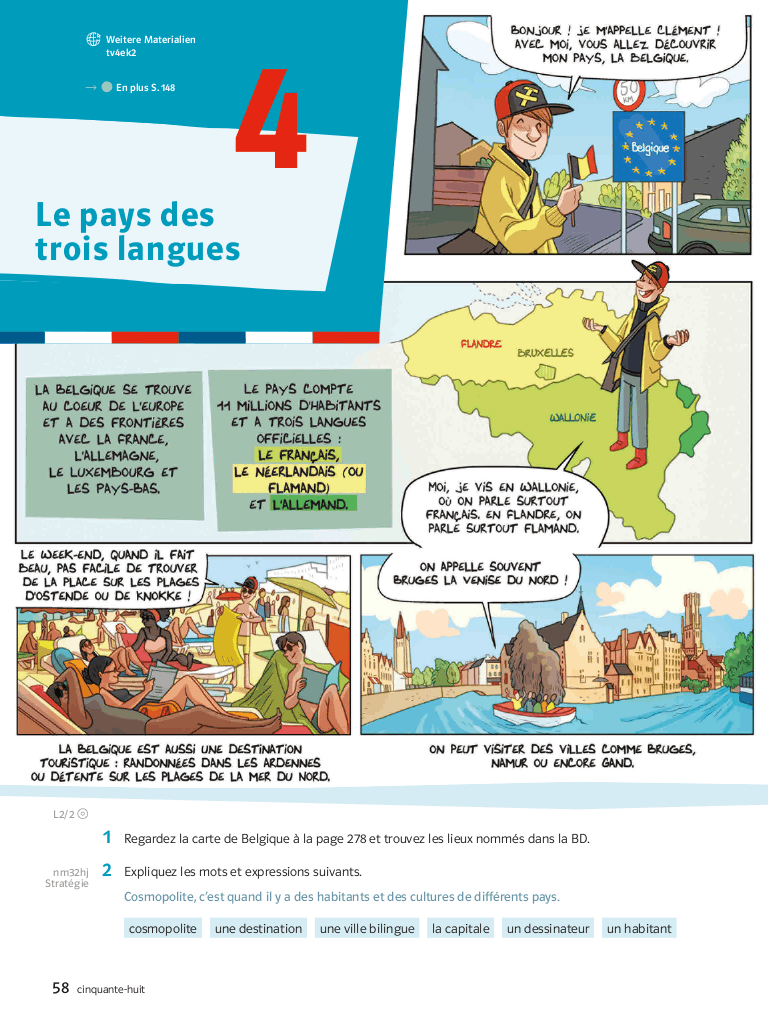 Weitere Materialien
tv4ek2
→ En plus S. 148
4
Le pays des
trois langues
BONJOUR ! JE M'APPELLE CLÉMENT !
AVEC MOI, VOUS ALLEZ DÉCOUVRIR
MON PAYS, LA BELGIQUE.
50
KM
Belgique
LA BELGIQUE SE TROUVE
AU COEUR DE L'EUROPE
ET A DES FRONTIÈRES
AVEC LA FRANCE,
L'ALLEMAGNE,
LE LUXEMBOURG ET
LES PAYS-BAS.
LE PAYS COMPTE
11 MILLIONS D'HABITANTS
ET A TROIS LANGUES
OFFICIELLES :
LE FRANÇAIS,
LE NÉERLANDAIS (OU
FLAMAND)
ET L'ALLEMAND.
FLANDRE
BRUXELLES
WALLONIE
MOI, JE VIS EN WALLONIE,
OÙ ON PARLE SURTOUT
FRANÇAIS. EN FLANDRE, ON
PARLE SURTOUT FLAMAND.
LE WEEK-END, QUAND IL FAIT
BEAU, PAS FACILE DE TROUVER
DE LA PLACE SUR LES PLAGES
D'OSTENDE OU DE KNOKKE !
ON APPELLE SOUVENT
BRUGES LA VENISE DU NORD !
LA BELGIQUE EST AUSSI UNE DESTINATION
TOURISTIQUE : RANDONNÉES DANS LES ARDENNES
OU DÉTENTE SUR LES PLAGES DE LA MER DU NORD.
ON PEUT VISITER DES VILLES COMME BRUGES,
NAMUR OU ENCORE GAND.
L2/2
1 Regardez la carte de Belgique à la page 278 et trouvez les lieux nommés dans la BD.
nm32hj
Stratégie
2 Expliquez les mots et expressions suivants.
Cosmopolite, c'est quand il y a des habitants et des cultures de différents pays.
cosmopolite une destination une ville bilingue la capitale un dessinateur un habitant
58 cinquante-huit